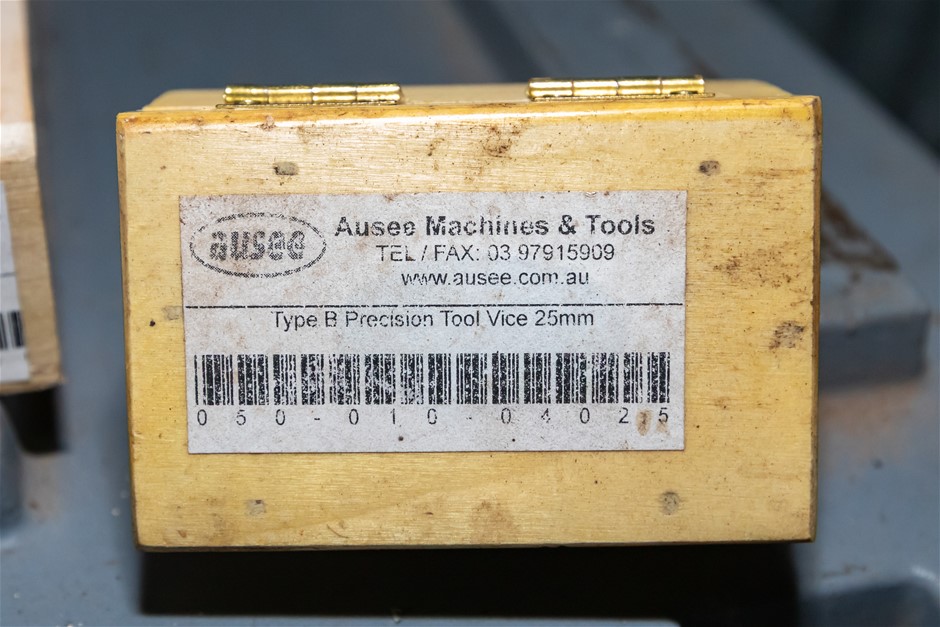 ausee
Ausee Machines & Tools
TEL / FAX: 03 97915909
www.ausee.com.au
Type B Precision Tool Vice 25mm
050-010-04025